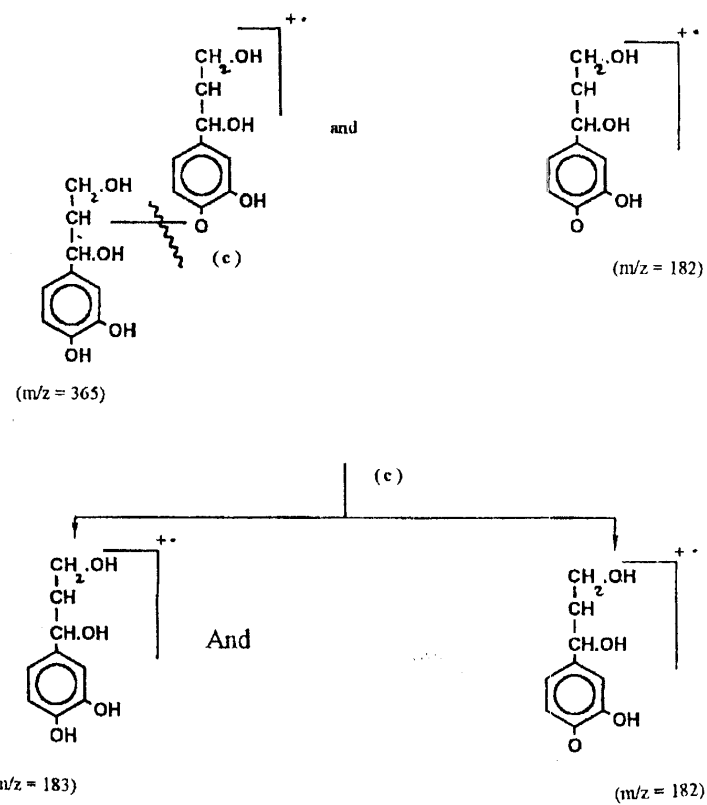 +•
CH2.OH
CH
CH.OH
OH
O
and
+•
CH2.OH
CH
CH.OH
OH
O
(m/z = 182)
CH2.OH
CH
CH.OH
OH
OH
(c)
(m/z = 365)
(c)
+•
CH2.OH
CH
CH.OH
OH
OH
And
+•
CH2.OH
CH
CH.OH
OH
O
n/z = 183)
(m/z = 182)